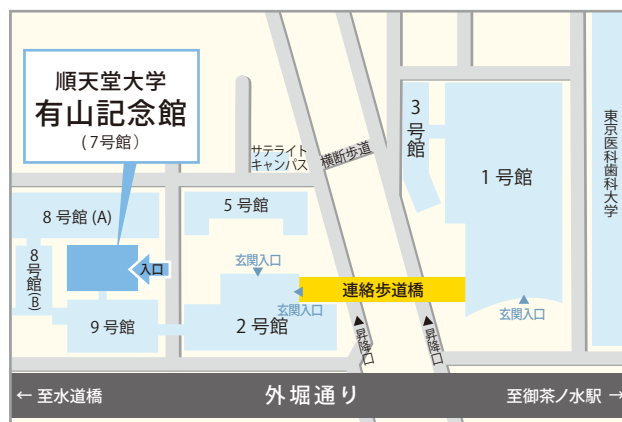 順天堂大学
有山記念館
(7号館)
サテライト
キャンパス
横断歩道
3号館
1号館
東京医科歯科大学
8号館(A)
5号館
8号館(B)
入口
玄関入口
連絡歩道橋
玄関入口
玄関入口
9号館
2号館
▲昇降口
▲昇降口
← 至水道橋
外堀通り
至御茶ノ水駅 →